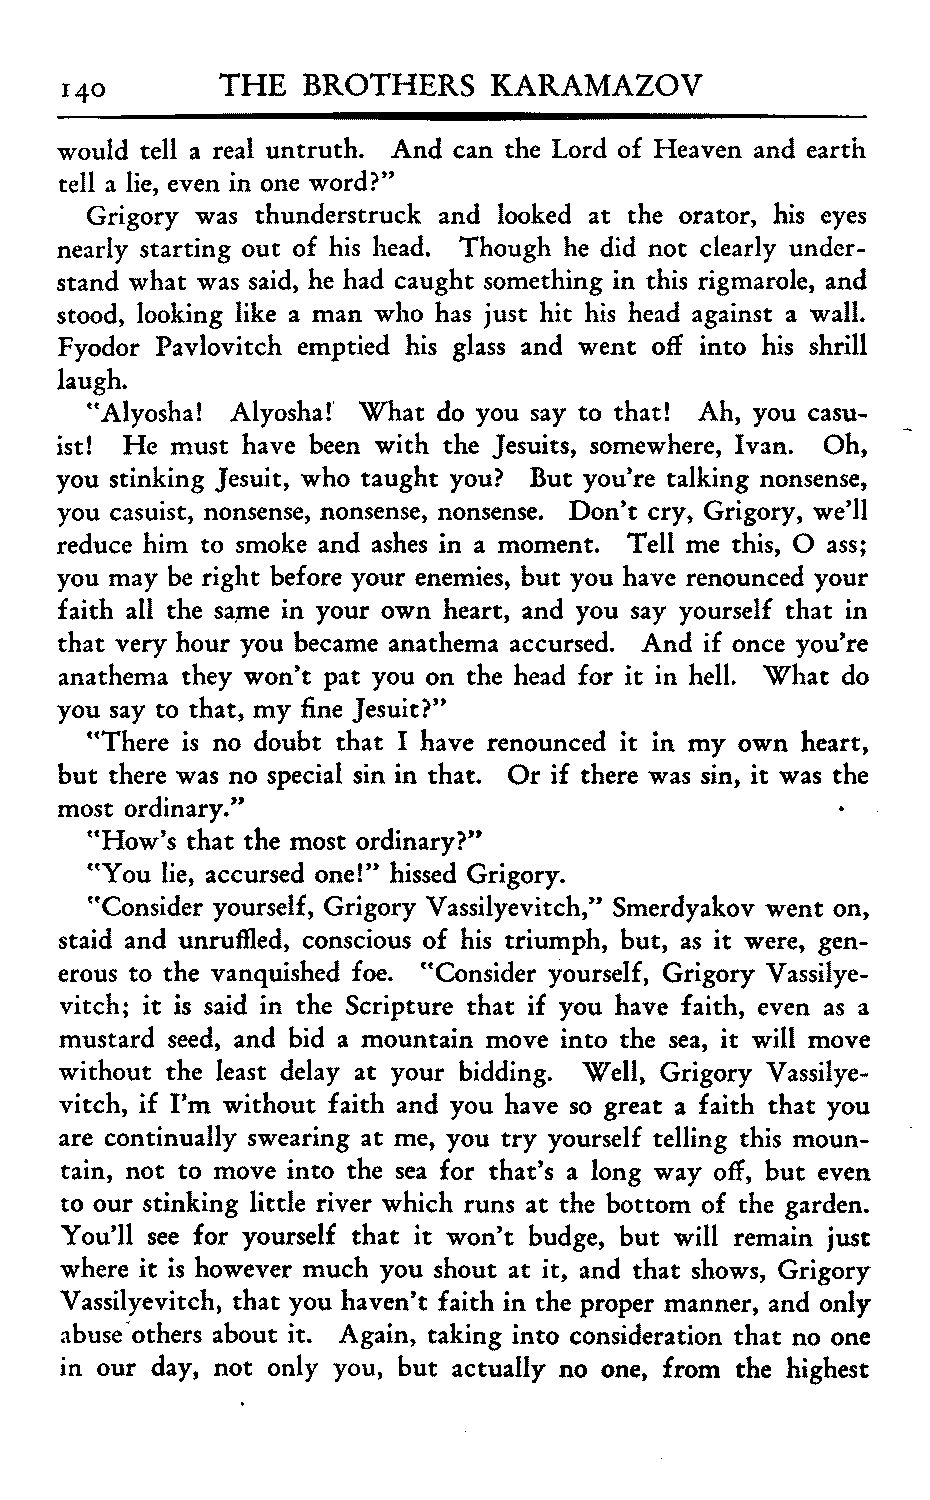 140 THE BROTHERS KARAMAZOV
would tell a real untruth. And can the Lord of Heaven and earth
tell a lie, even in one word?"
Grigory was thunderstruck and looked at the orator, his eyes
nearly starting out of his head. Though he did not clearly under-
stand what was said, he had caught something in this rigmarole, and
stood, looking like a man who has just hit his head against a wall.
Fyodor Pavlovitch emptied his glass and went off into his shrill
laugh.
"Alyosha! Alyosha! What do you say to that! Ah, you casu-
ist! He must have been with the Jesuits, somewhere, Ivan. Oh,
you stinking Jesuit, who taught you? But you're talking nonsense,
you casuist, nonsense, nonsense, nonsense. Don't cry, Grigory, we'll
reduce him to smoke and ashes in a moment. Tell me this, O ass;
you may be right before your enemies, but you have renounced your
faith all the same in your own heart, and you say yourself that in
that very hour you became anathema accursed. And if once you're
anathema they won't pat you on the head for it in hell. What do
you say to that, my fine Jesuit?"
"There is no doubt that I have renounced it in my own heart,
but there was no special sin in that. Or if there was sin, it was the
most ordinary."
"How's that the most ordinary?"
"You lie, accursed one!" hissed Grigory.
"Consider yourself, Grigory Vassilyevitch," Smerdyakov went on,
staid and unruffled, conscious of his triumph, but, as it were, gen-
erous to the vanquished foe. "Consider yourself, Grigory Vassilye-
vitch; it is said in the Scripture that if you have faith, even as a
mustard seed, and bid a mountain move into the sea, it will move
without the least delay at your bidding. Well, Grigory Vassilye-
vitch, if I'm without faith and you have so great a faith that you
are continually swearing at me, you try yourself telling this moun-
tain, not to move into the sea for that's a long way off, but even
to our stinking little river which runs at the bottom of the garden.
You'll see for yourself that it won't budge, but will remain just
where it is however much you shout at it, and that shows, Grigory
Vassilyevitch, that you haven't faith in the proper manner, and only
abuse others about it. Again, taking into consideration that no one
in our day, not only you, but actually no one, from the highest